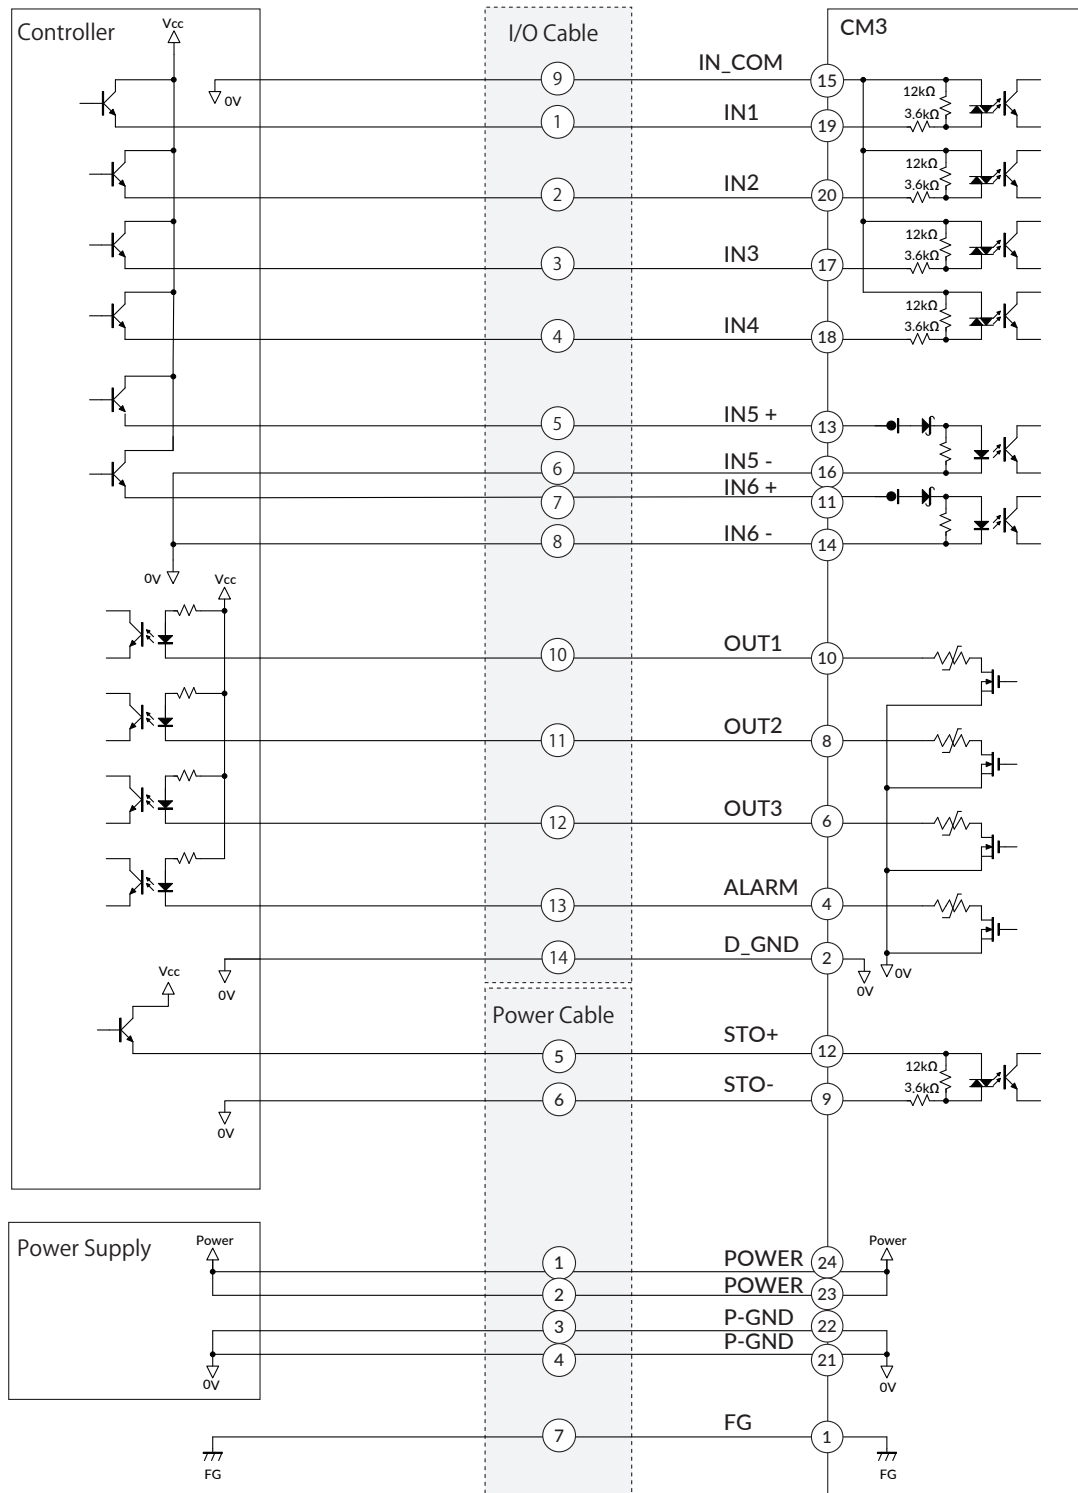 Controller
Vcc
I/O Cable
CM3
0V
9
IN_COM
15
12kΩ
3.6kΩ
1
IN1
19
2
IN2
20
12kΩ
3.6kΩ
3
IN3
17
12kΩ
3.6kΩ
4
IN4
18
12kΩ
3.6kΩ
5
IN5 +
13
6
IN5 -
16
7
IN6 +
11
8
IN6 -
14
0V
Vcc
10
OUT1
10
11
OUT2
8
12
OUT3
6
13
ALARM
4
14
D_GND
2
0V
0V
0V
Vcc
Power Cable
5
STO+
12
12kΩ
3.6kΩ
6
STO-
9
0V
Power Supply
Power
1
POWER
24
Power
2
POWER
23
3
P-GND
22
4
P-GND
21
0V
0V
7
FG
1
FG
FG